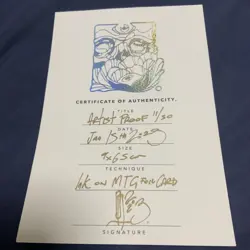 CERTIFICATE OF AUTHENTICITY.
TITLE
ARTIST PROOF 11/30
DATE
JAN 15TH 2023
SIZE
9x6.5cm
TECHNIQUE
INK ON MTG FOIL CARD
SIGNATURE